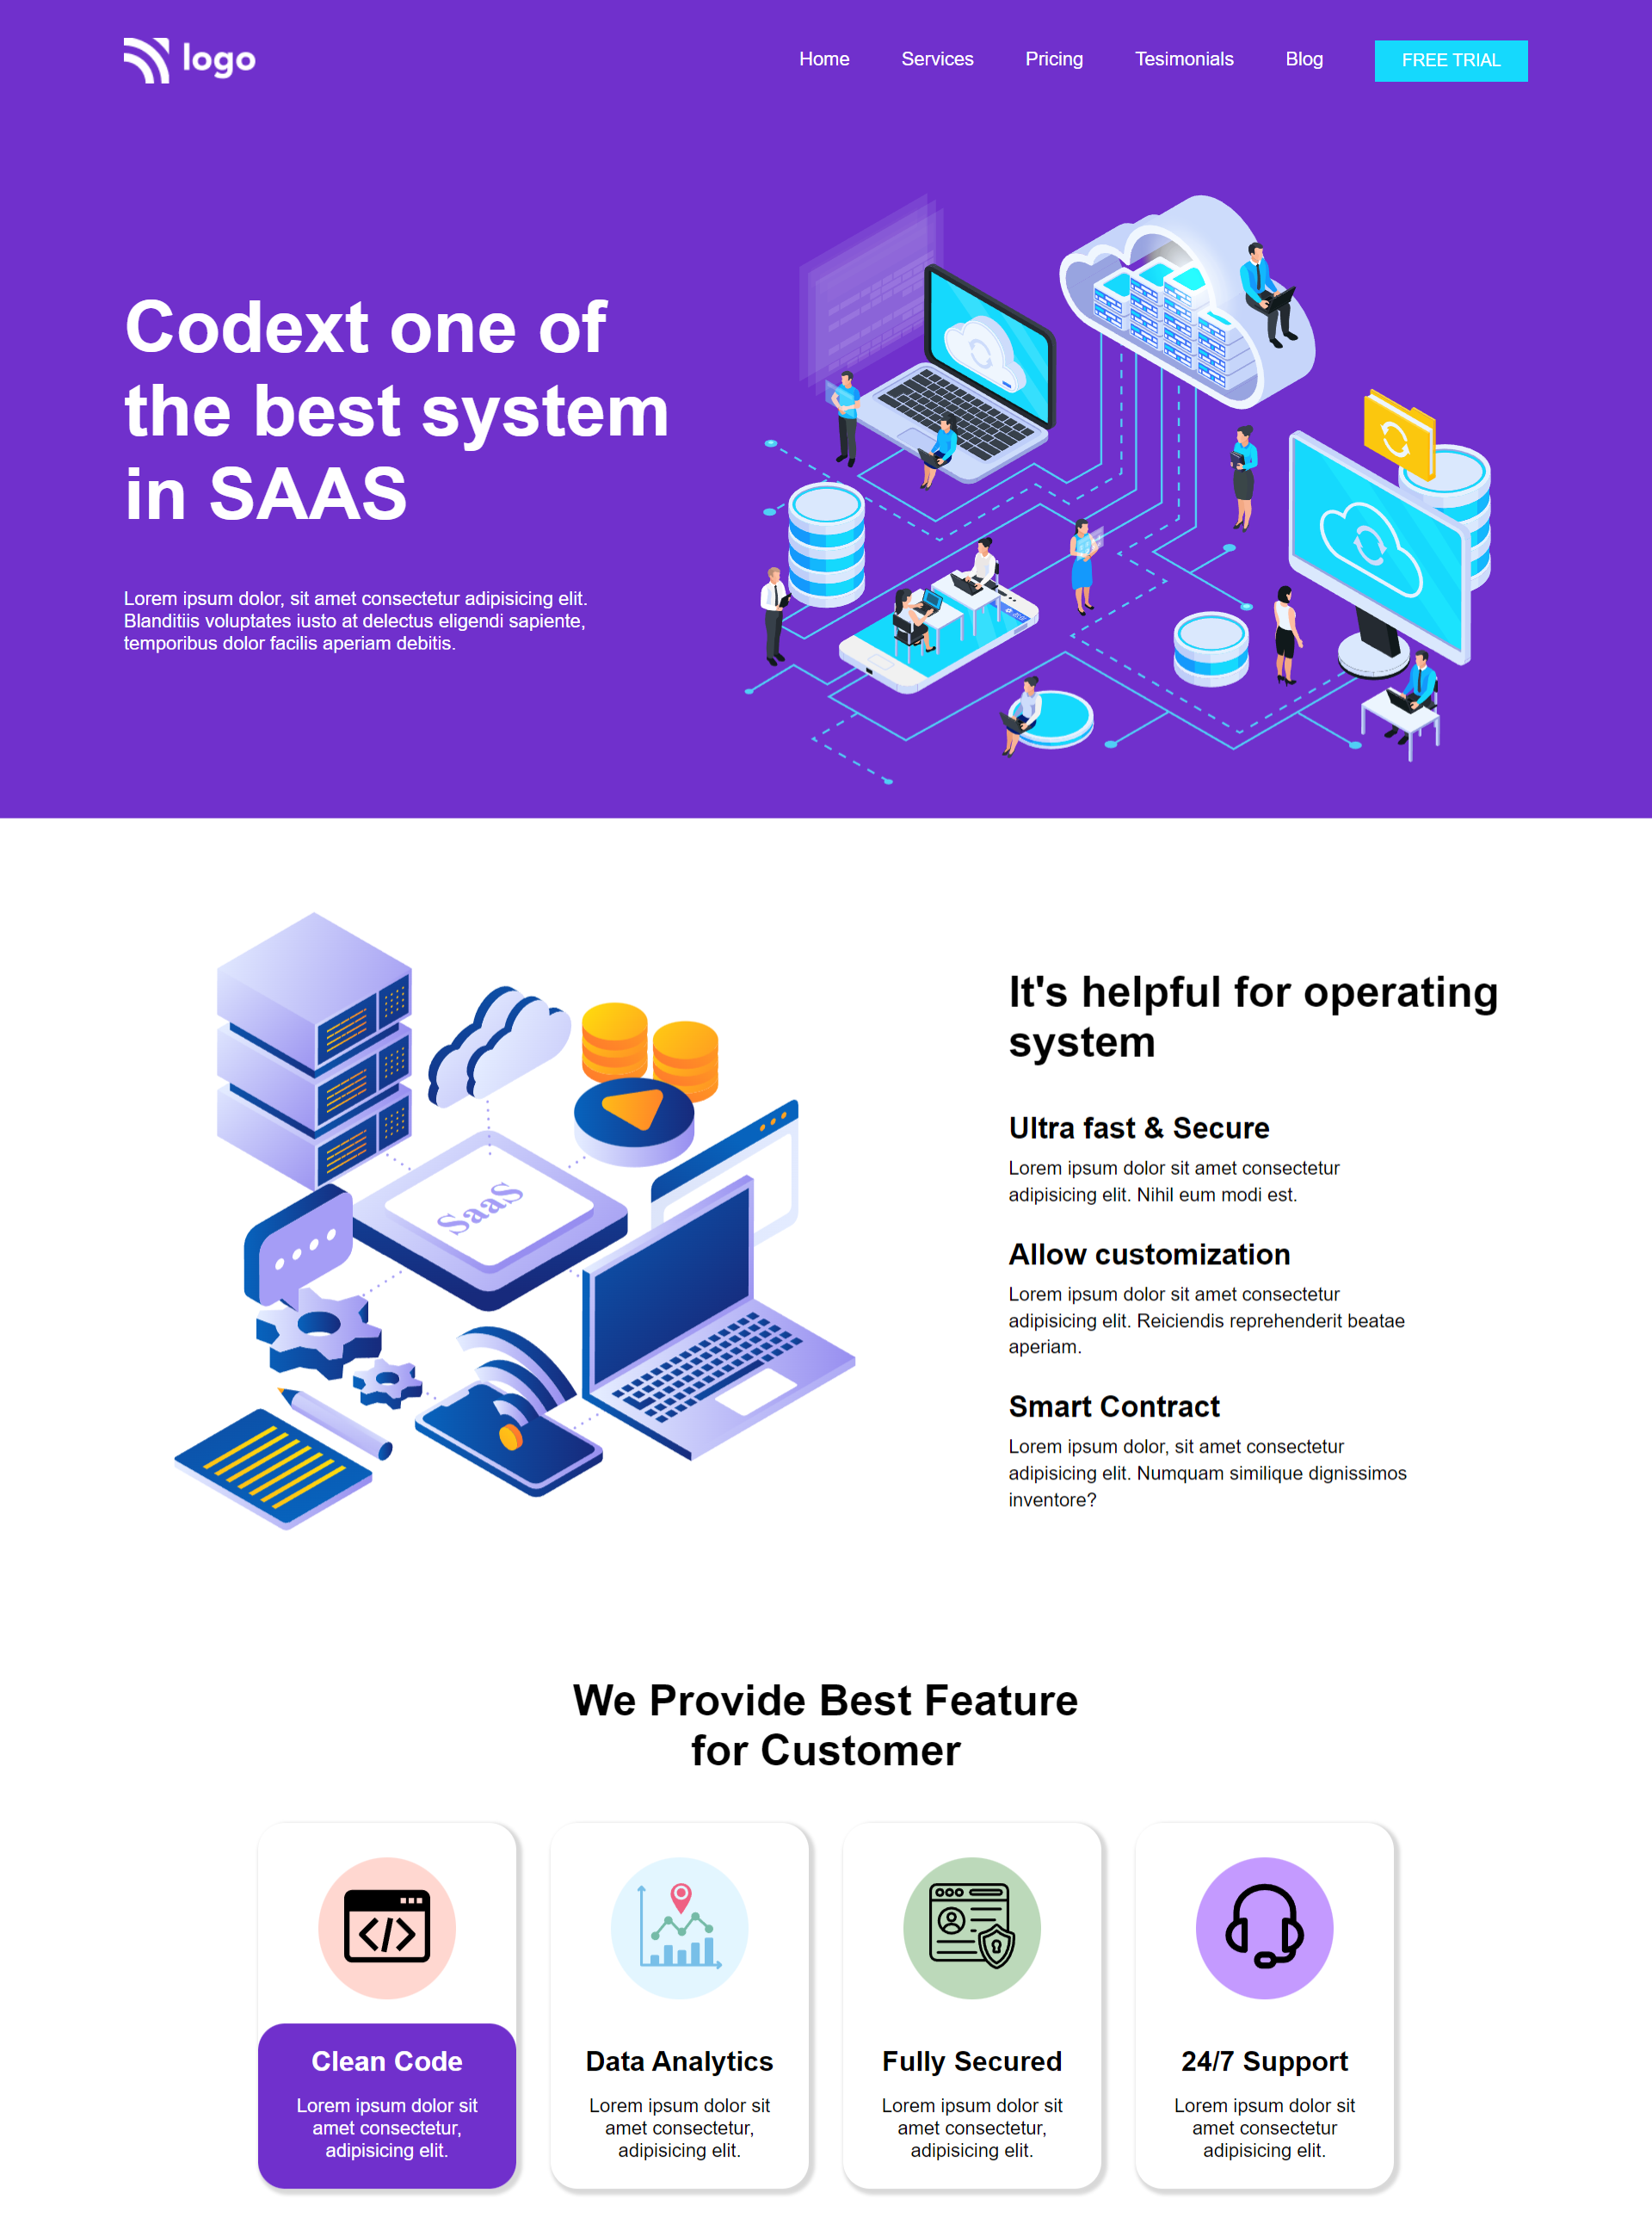 logo
Home Services Pricing Tesimonials Blog FREE TRIAL
Codext one of
the best system
in SAAS
Lorem ipsum dolor, sit amet consectetur adipisicing elit.
Blanditiis voluptates iusto at delectus eligendi sapiente,
temporibus dolor facilis aperiam debitis.
SaaS
It's helpful for operating
system
Ultra fast & Secure
Lorem ipsum dolor sit amet consectetur
adipisicing elit. Nihil eum modi est.
Allow customization
Lorem ipsum dolor sit amet consectetur
adipisicing elit. Reiciendis reprehenderit beatae
aperiam.
Smart Contract
Lorem ipsum dolor, sit amet consectetur
adipisicing elit. Numquam similique dignissimos
inventore?
We Provide Best Feature
for Customer
Clean Code
Lorem ipsum dolor sit
amet consectetur,
adipisicing elit.
Data Analytics
Lorem ipsum dolor sit
amet consectetur,
adipisicing elit.
Fully Secured
Lorem ipsum dolor sit
amet consectetur,
adipisicing elit.
24/7 Support
Lorem ipsum dolor sit
amet consectetur
adipisicing elit.